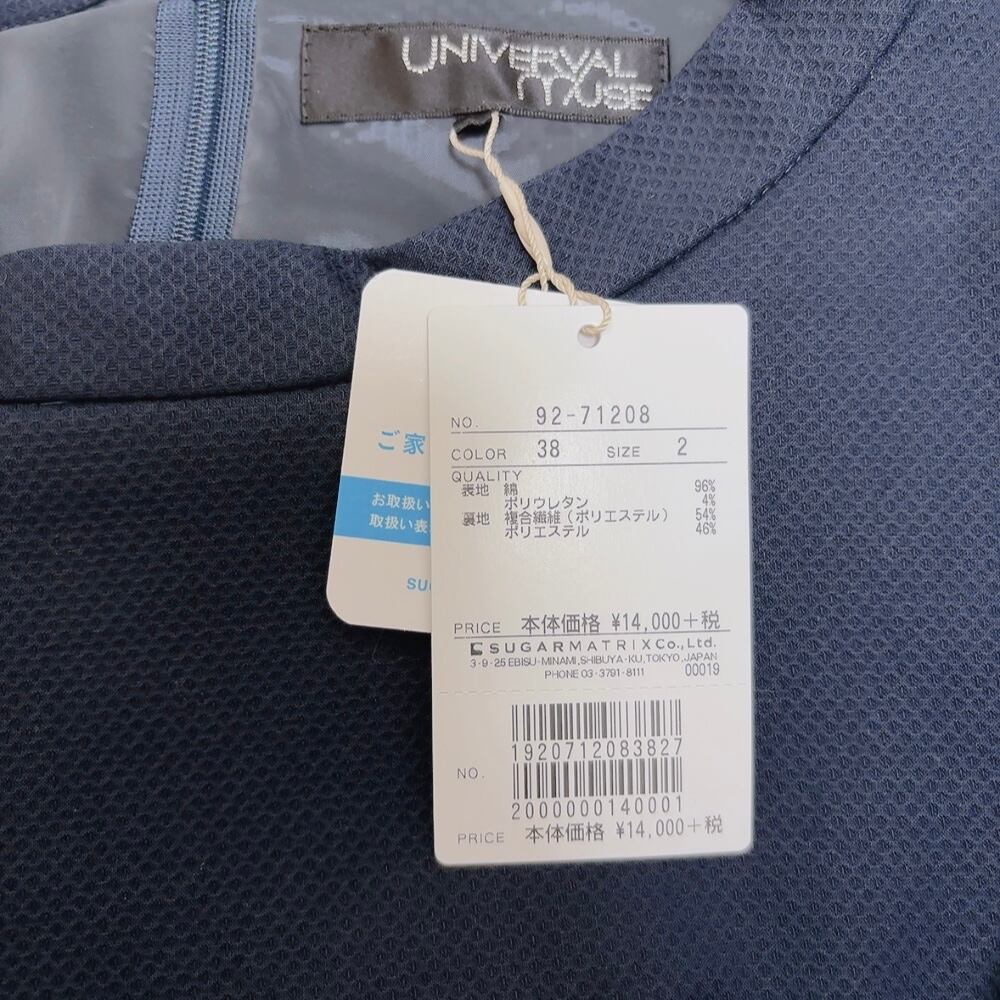 UNIVERVAL
MUSE
ご家
お取扱い
取扱い表
NO. 92-71208
COLOR 38 SIZE 2
QUALITY
表地 綿 96%
ポリウレタン 4%
裏地 複合繊維(ポリエステル) 54%
ポリエステル 46%
PRICE 本体価格 ¥14,000+税
SUGARMATRIX Co.,Ltd.
3-9-25 EBISU-MINAMI,SHIBUYA-KU,TOKYO,JAPAN
PHONE 03-3791-8111 00019
1920712083827
NO.
2000000140001
PRICE 本体価格 ¥14,000+税